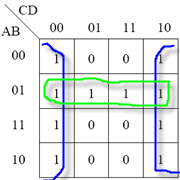 CD
AB
00 01 11 10
00 1 0 0 1
01 1 1 1 1
11 1 0 0 1
10 1 0 0 1